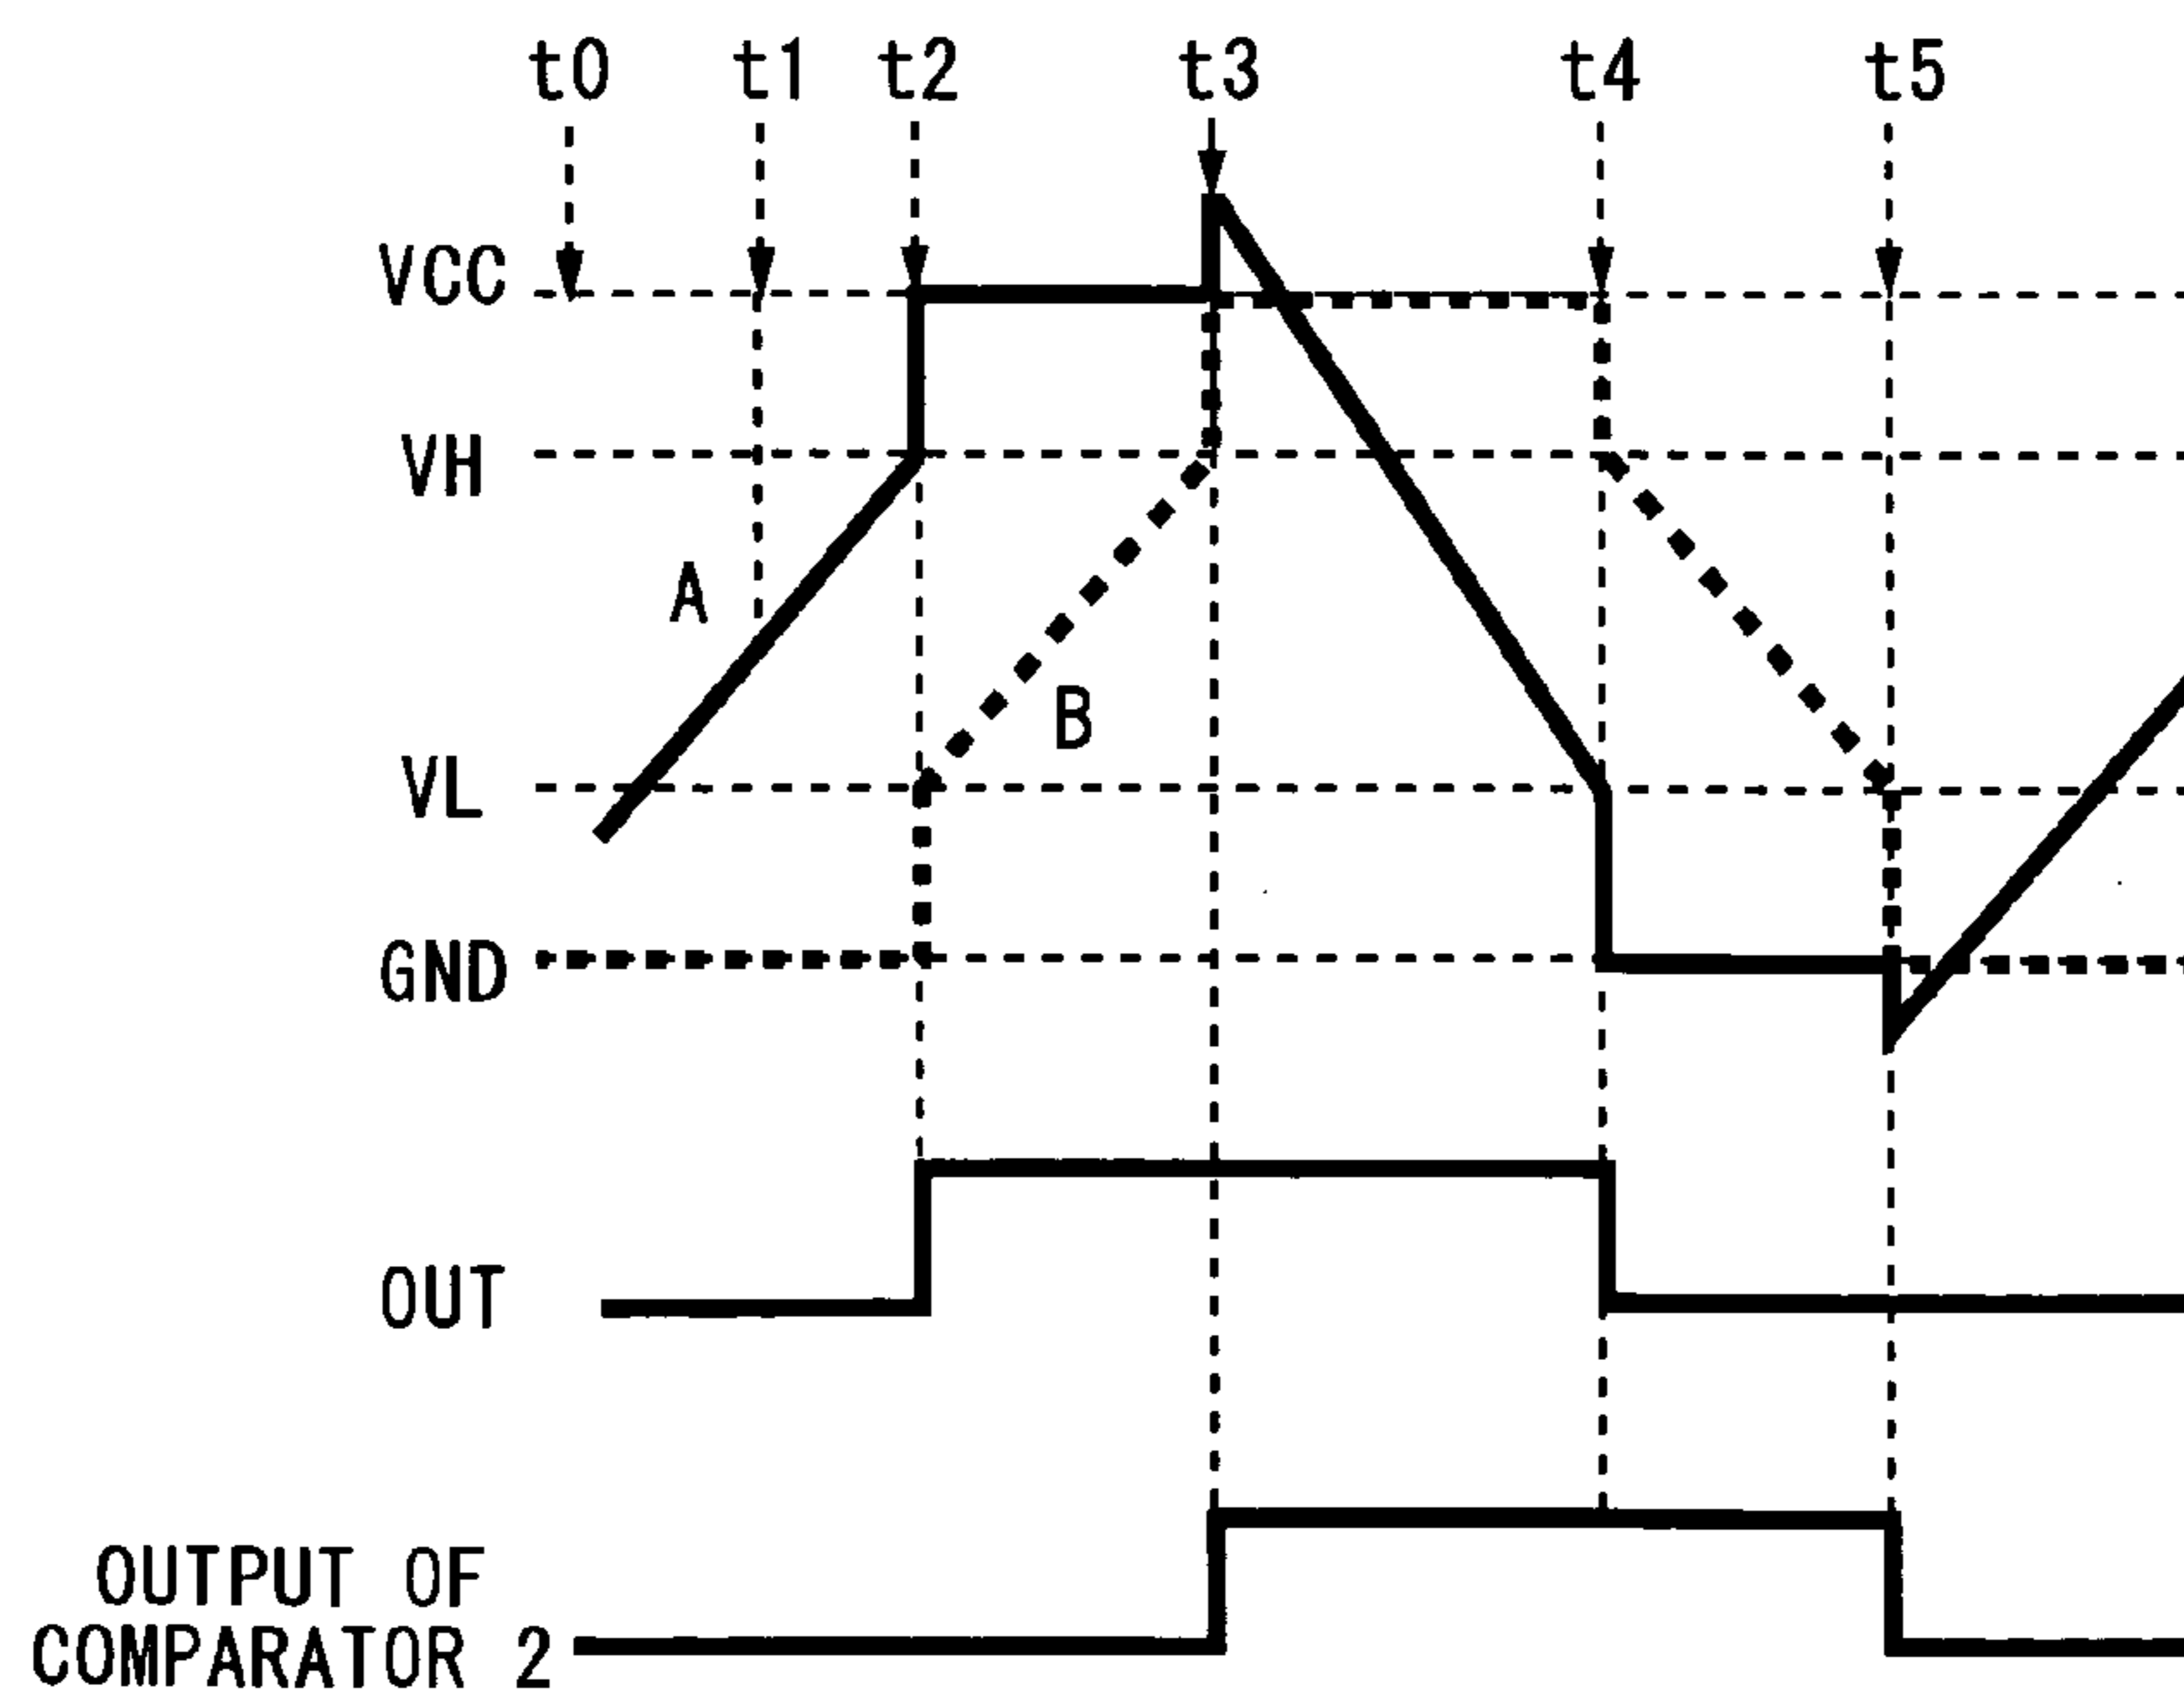 t0 t1 t2 t3 t4 t5
VCC
VH
A
B
VL
GND
OUT
OUTPUT OF
COMPARATOR 2